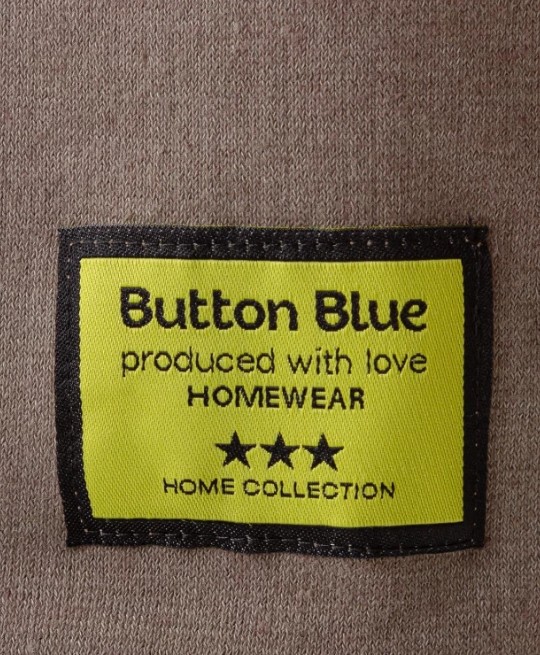 Button Blue
produced with love
HOMEWEAR
★★★
HOME COLLECTION